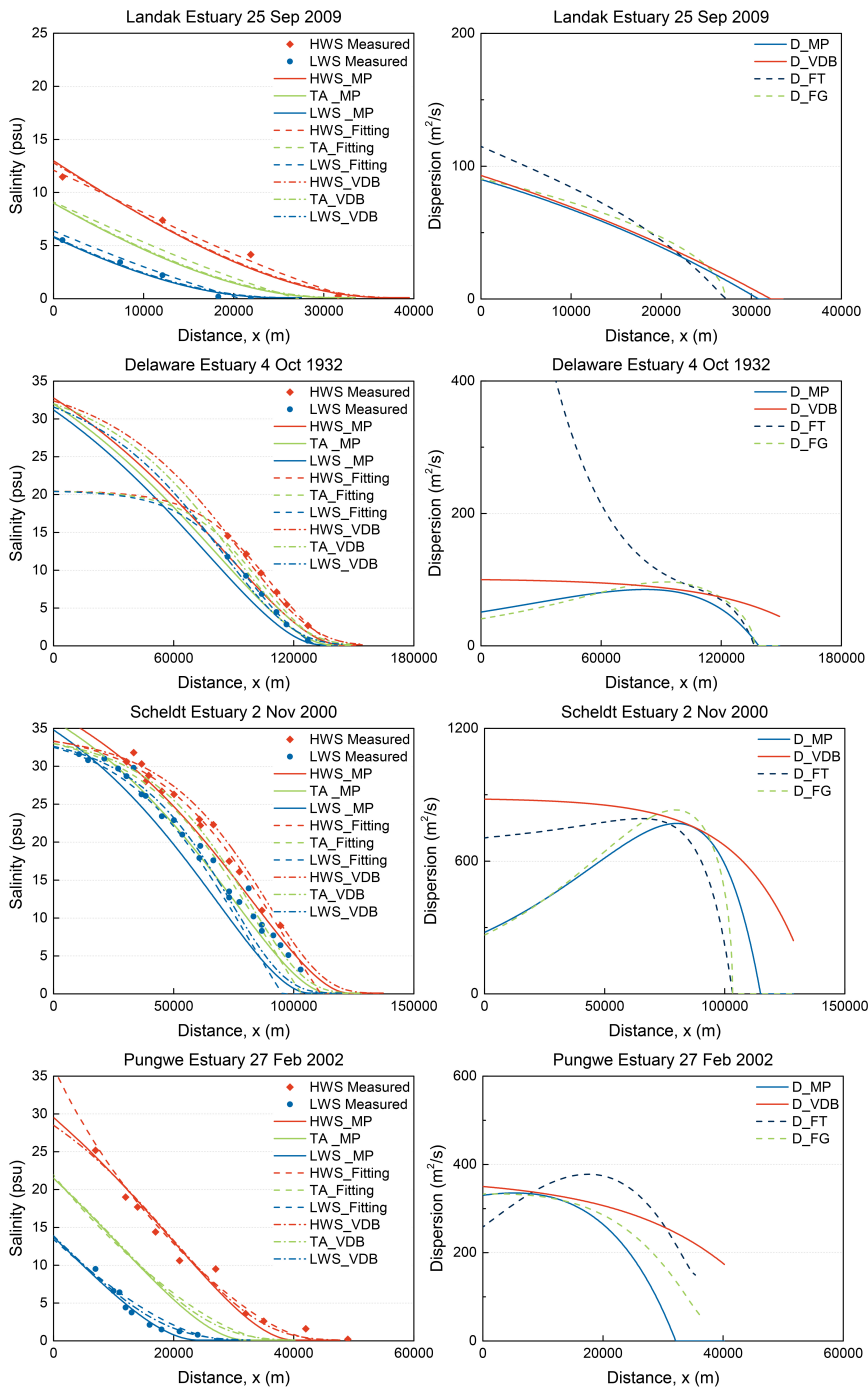 Landak Estuary 25 Sep 2009
25
20
15
10
5
0
Salinity (psu)
HWS Measured
LWS Measured
HWS_MP
TA _MP
LWS _MP
HWS_Fitting
TA_Fitting
LWS_Fitting
HWS_VDB
TA_VDB
LWS_VDB
0 10000 20000 30000 40000
Distance, x (m)
Landak Estuary 25 Sep 2009
200
100
0
Dispersion (m²/s)
D_MP
D_VDB
D_FT
D_FG
0 10000 20000 30000 40000
Distance, x (m)
Delaware Estuary 4 Oct 1932
35
30
25
20
15
10
5
0
Salinity (psu)
HWS Measured
LWS Measured
HWS_MP
TA _MP
LWS _MP
HWS_Fitting
TA_Fitting
LWS_Fitting
HWS_VDB
TA_VDB
LWS_VDB
0 60000 120000 180000
Distance, x (m)
Delaware Estuary 4 Oct 1932
400
200
0
Dispersion (m²/s)
D_MP
D_VDB
D_FT
D_FG
0 60000 120000 180000
Distance, x (m)
Scheldt Estuary 2 Nov 2000
35
30
25
20
15
10
5
0
Salinity (psu)
HWS Measured
LWS Measured
HWS_MP
TA _MP
LWS_MP
HWS_Fitting
TA_Fitting
LWS_Fitting
HWS_VDB
TA_VDB
LWS_VDB
0 50000 100000 150000
Distance, x (m)
Scheldt Estuary 2 Nov 2000
1200
600
0
Dispersion (m²/s)
D_MP
D_VDB
D_FT
D_FG
0 50000 100000 150000
Distance, x (m)
Pungwe Estuary 27 Feb 2002
35
30
25
20
15
10
5
0
Salinity (psu)
HWS Measured
LWS Measured
HWS_MP
TA _MP
LWS_MP
HWS_Fitting
TA_Fitting
LWS_Fitting
HWS_VDB
TA_VDB
LWS_VDB
0 20000 40000 60000
Distance, x (m)
Pungwe Estuary 27 Feb 2002
600
400
200
0
Dispersion (m²/s)
D_MP
D_VDB
D_FT
D_FG
0 20000 40000 60000
Distance, x (m)